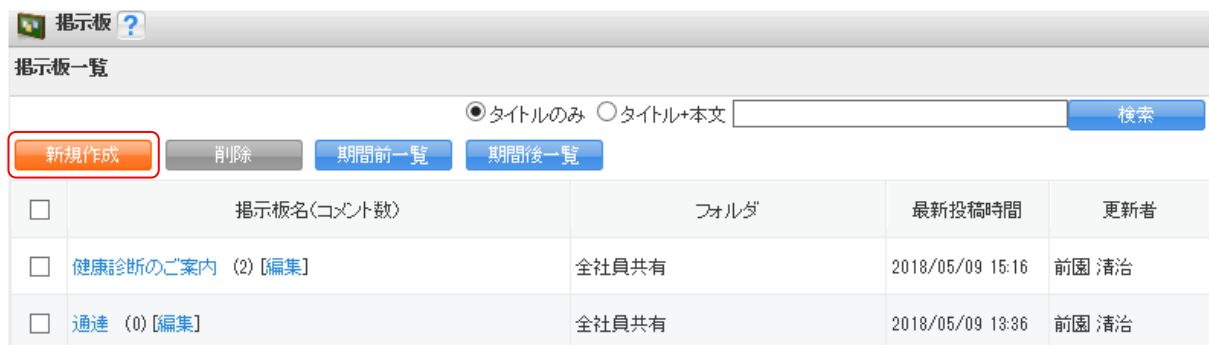 掲示板 ?
掲示板一覧
タイトルのみ タイトル+本文 検索
新規作成 削除 期間前一覧 期間後一覧
掲示板名(コメント数) フォルダ 最新投稿時間 更新者
健康診断のご案内 (2) [編集] 全社員共有 2018/05/09 15:16 前園 清治
通達 (0) [編集] 全社員共有 2018/05/09 13:36 前園 清治